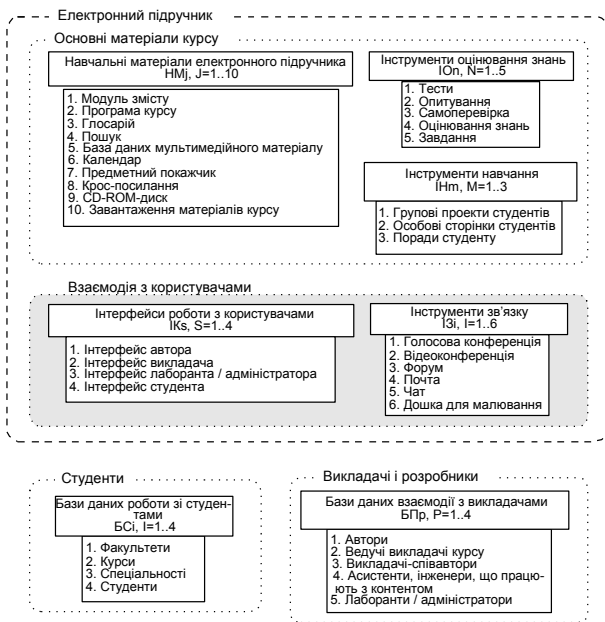 Електронний підручник
Основні матеріали курсу
Навчальні матеріали електронного підручника
НМj, J=1..10
1. Модуль змісту
2. Програма курсу
3. Глосарій
4. Пошук
5. База даних мультимедійного матеріалу
6. Календар
7. Предметний покажчик
8. Крос-посилання
9. CD-ROM-диск
10. Завантаження матеріалів курсу
Інструменти оцінювання знань
ІОn, N=1..5
1. Тести
2. Опитування
3. Самоперевірка
4. Оцінювання знань
5. Завдання
Інструменти навчання
ІНm, M=1..3
1. Групові проекти студентів
2. Особові сторінки студентів
3. Поради студенту
Взаємодія з користувачами
Інтерфейси роботи з користувачами
ІКs, S=1..4
1. Інтерфейс автора
2. Інтерфейс викладача
3. Інтерфейс лаборанта / адміністратора
4. Інтерфейс студента
Інструменти зв’язку
ІЗі, І=1..6
1. Голосова конференція
2. Відеоконференція
3. Форум
4. Почта
5. Чат
6. Дошка для малювання
Студенти
Бази даних роботи зі студен-
тами
БСі, І=1..4
1. Факультети
2. Курси
3. Спеціальності
4. Студенти
Викладачі і розробники
Бази даних взаємодії з викладачами
БПр, Р=1..4
1. Автори
2. Ведучі викладачі курсу
3. Викладачі-співавтори
4. Асистенти, інженери, що працю-
ють з контентом
5. Лаборанти / адміністратори